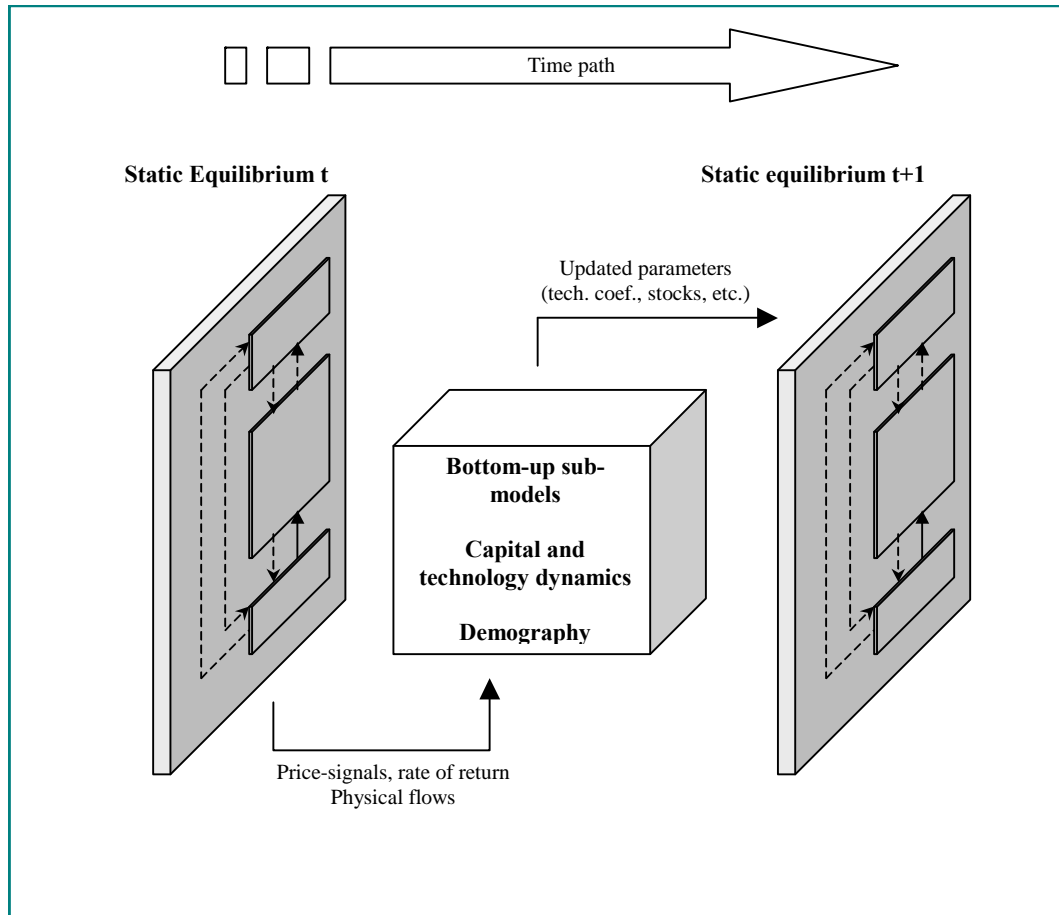 Time path
Static Equilibrium t
Static equilibrium t+1
Updated parameters
(tech. coef., stocks, etc.)
Bottom-up sub-
models
Capital and
technology dynamics
Demography
Price-signals, rate of return
Physical flows